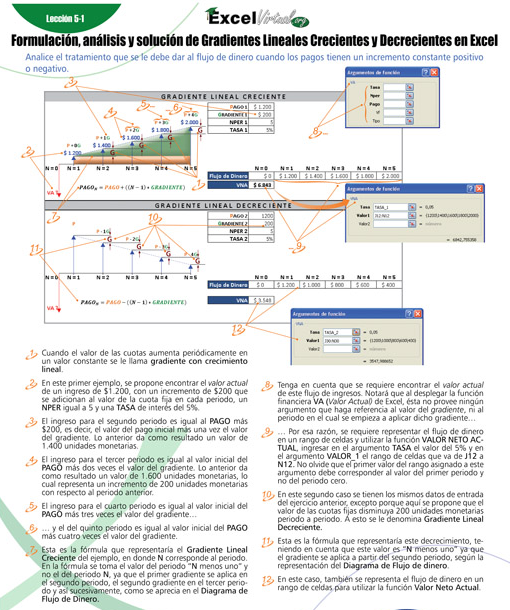 Lección 5-1
ExcelVirtual.org
Formulación, análisis y solución de Gradientes Lineales Crecientes y Decrecientes en Excel
Analice el tratamiento que se le debe dar al flujo de dinero cuando los pagos tienen un incremento constante positivo
o negativo.
GRADIENTE LINEAL CRECIENTE
PAGO 1 $ 1.200
GRADIENTE 1 $ 200
NPER 1 5
TASA 1 5%
P + 0G
$ 1.200
P + 1G
$ 1.400
P + 2G
$ 1.600
P + 3G
$ 1.800
P + 4G
$ 2.000
G G G G
N = 0 N = 1 N = 2 N = 3 N = 4 N = 5
VA ?
PAGO_N = PAGO + ((N − 1) * GRADIENTE)
N = 0 N = 1 N = 2 N = 3 N = 4 N = 5
Flujo de Dinero $ 0 $ 1.200 $ 1.400 $ 1.600 $ 1.800 $ 2.000
VNA $ 6.843
Argumentos de función
VA
Tasa
Nper
Pago
Vf
Tipo
Argumentos de función
VNA
Tasa TASA_1 = 0,05
Valor1 J12:N12 = {1200\1400\1600\1800\2000}
Valor2
= 6842,755358
GRADIENTE LINEAL DECRECIENTE
PAGO 2 1200
GRADIENTE 2 200
NPER 2 5
TASA 2 5%
P
P - 1G
P - 2G
P - 3G
P - 4G
G G G G
N = 0 N = 1 N = 2 N = 3 N = 4 N = 5
VA ?
PAGO_N = PAGO − ((N − 1) * GRADIENTE)
N = 0 N = 1 N = 2 N = 3 N = 4 N = 5
Flujo de Dinero $ 0 $ 1.200 $ 1.000 $ 800 $ 600 $ 400
VNA $ 3.548
Argumentos de función
VNA
Tasa TASA_2 = 0,05
Valor1 = {1200\1000\800\600\400}
Valor2
= 3547,988652
1 Cuando el valor de las cuotas aumenta periódicamente en
un valor constante se le llama gradiente con crecimiento
lineal.
2 En este primer ejemplo, se propone encontrar el valor actual
de un ingreso de $1.200, con un incremento de $200 que
se adicionan al valor de la cuota fija en cada periodo, un
NPER igual a 5 y una TASA de interés del 5%.
3 El ingreso para el segundo periodo es igual al PAGO más
$200, es decir, el valor del pago inicial más una vez el valor
del gradiente. Lo anterior da como resultado un valor de
1.400 unidades monetarias.
4 El ingreso para el tercer periodo es igual al valor inicial del
PAGO más dos veces el valor del gradiente. Lo anterior da
como resultado un valor de 1.600 unidades monetarias, lo
cual representa un incremento de 200 unidades monetarias
con respecto al periodo anterior.
5 El ingreso para el cuarto periodo es igual al valor inicial del
PAGO más tres veces el valor del gradiente…
6 … y el del quinto periodo es igual al valor inicial del PAGO
más cuatro veces el valor del gradiente.
7 Esta es la fórmula que representaría el Gradiente Lineal
Creciente del ejemplo, en donde N corresponde al periodo.
En la fórmula se toma el valor del periodo "N menos uno" y
no el del periodo N, ya que el primer gradiente se aplica en
el segundo periodo, el segundo gradiente en el tercer perio-
do y así sucesivamente, como se aprecia en el Diagrama de
Flujo de Dinero.
8 Tenga en cuenta que se requiere encontrar el valor actual
de este flujo de ingresos. Notará que al desplegar la función
financiera VA (Valor Actual) de Excel, ésta no provee ningún
argumento que haga referencia al valor del gradiente, ni al
periodo en el cual se empieza a aplicar dicho gradiente…
9 … Por esa razón, se requiere representar el flujo de dinero
en un rango de celdas y utilizar la función VALOR NETO AC-
TUAL, ingresar en el argumento TASA el valor del 5% y en
el argumento VALOR_1 el rango de celdas que va de J12 a
N12. No olvide que el primer valor del rango asignado a este
argumento debe corresponder al valor del primer periodo y
no del periodo cero.
10 En este segundo caso se tienen los mismos datos de entrada
del ejercicio anterior, excepto porque aquí se propone que el
valor de las cuotas fijas disminuya 200 unidades monetarias
periodo a periodo. A esto se le denomina Gradiente Lineal
Decreciente.
11 Esta es la fórmula que representaría este decrecimiento, te-
niendo en cuenta que este valor es "N menos uno" ya que
el gradiente se aplica a partir del segundo periodo, según la
representación del Diagrama de Flujo de dinero.
12 En este caso, también se representa el flujo de dinero en un
rango de celdas para utilizar la función Valor Neto Actual.